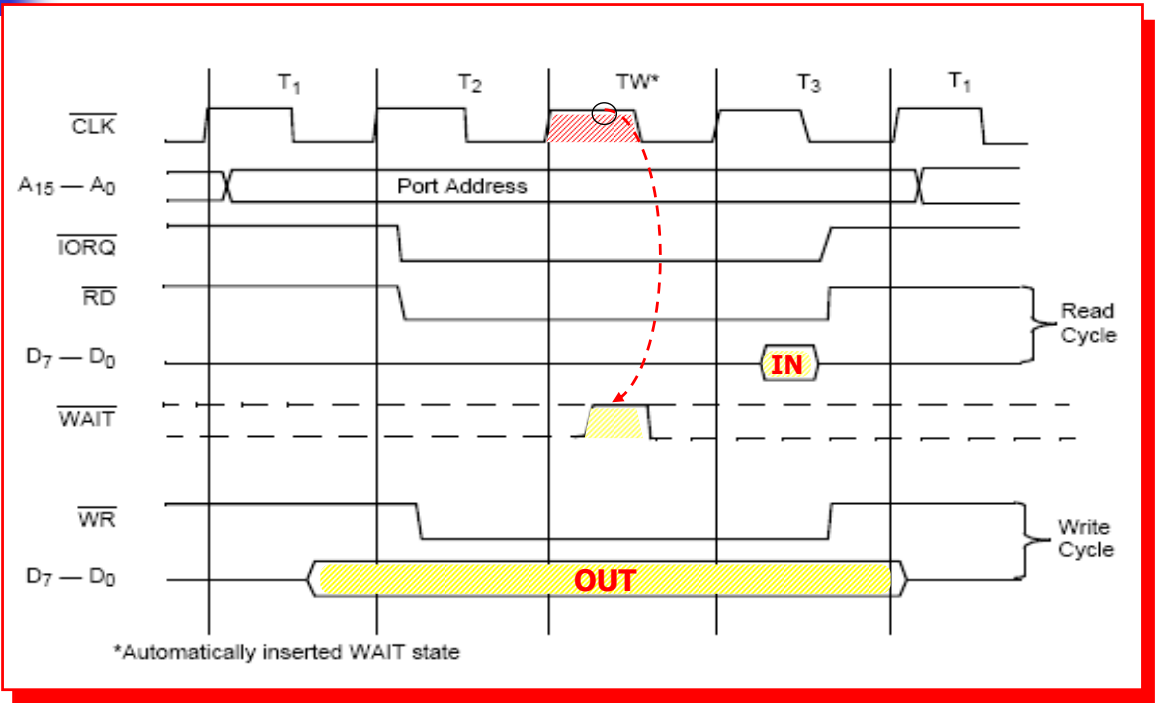 T1 T2 TW* T3 T1
CLK
A15 — A0 Port Address
IORQ
RD
Read
Cycle
D7 — D0 IN
WAIT
WR
Write
Cycle
D7 — D0 OUT
*Automatically inserted WAIT state